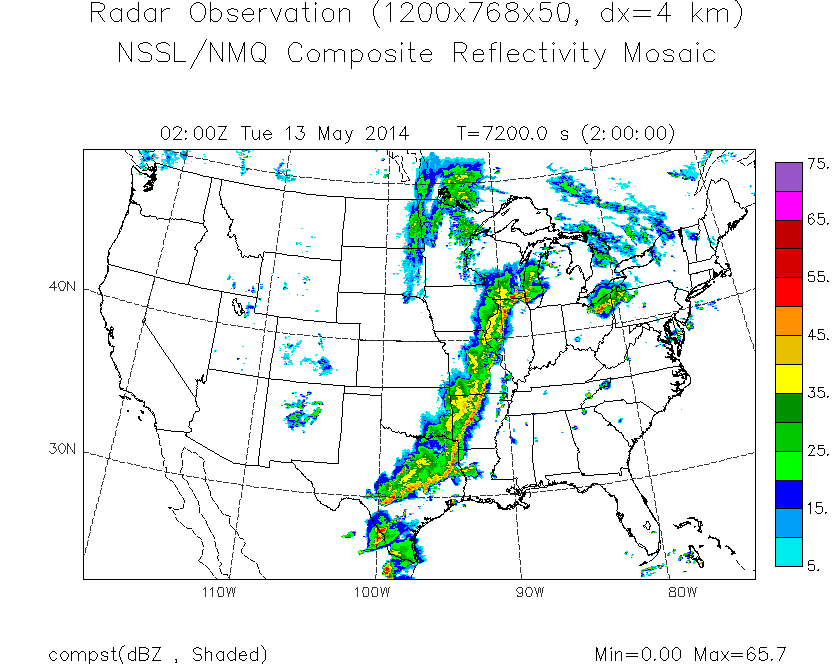 Radar Observation (1200x768x50, dx=4 km)
NSSL/NMQ Composite Reflectivity Mosaic
02:00Z Tue 13 May 2014 T=7200.0 s (2:00:00)
75.
65.
55.
45.
35.
25.
15.
5.
40N
30N
110W 100W 90W 80W
compst(dBZ , Shaded) Min=0.00 Max=65.7